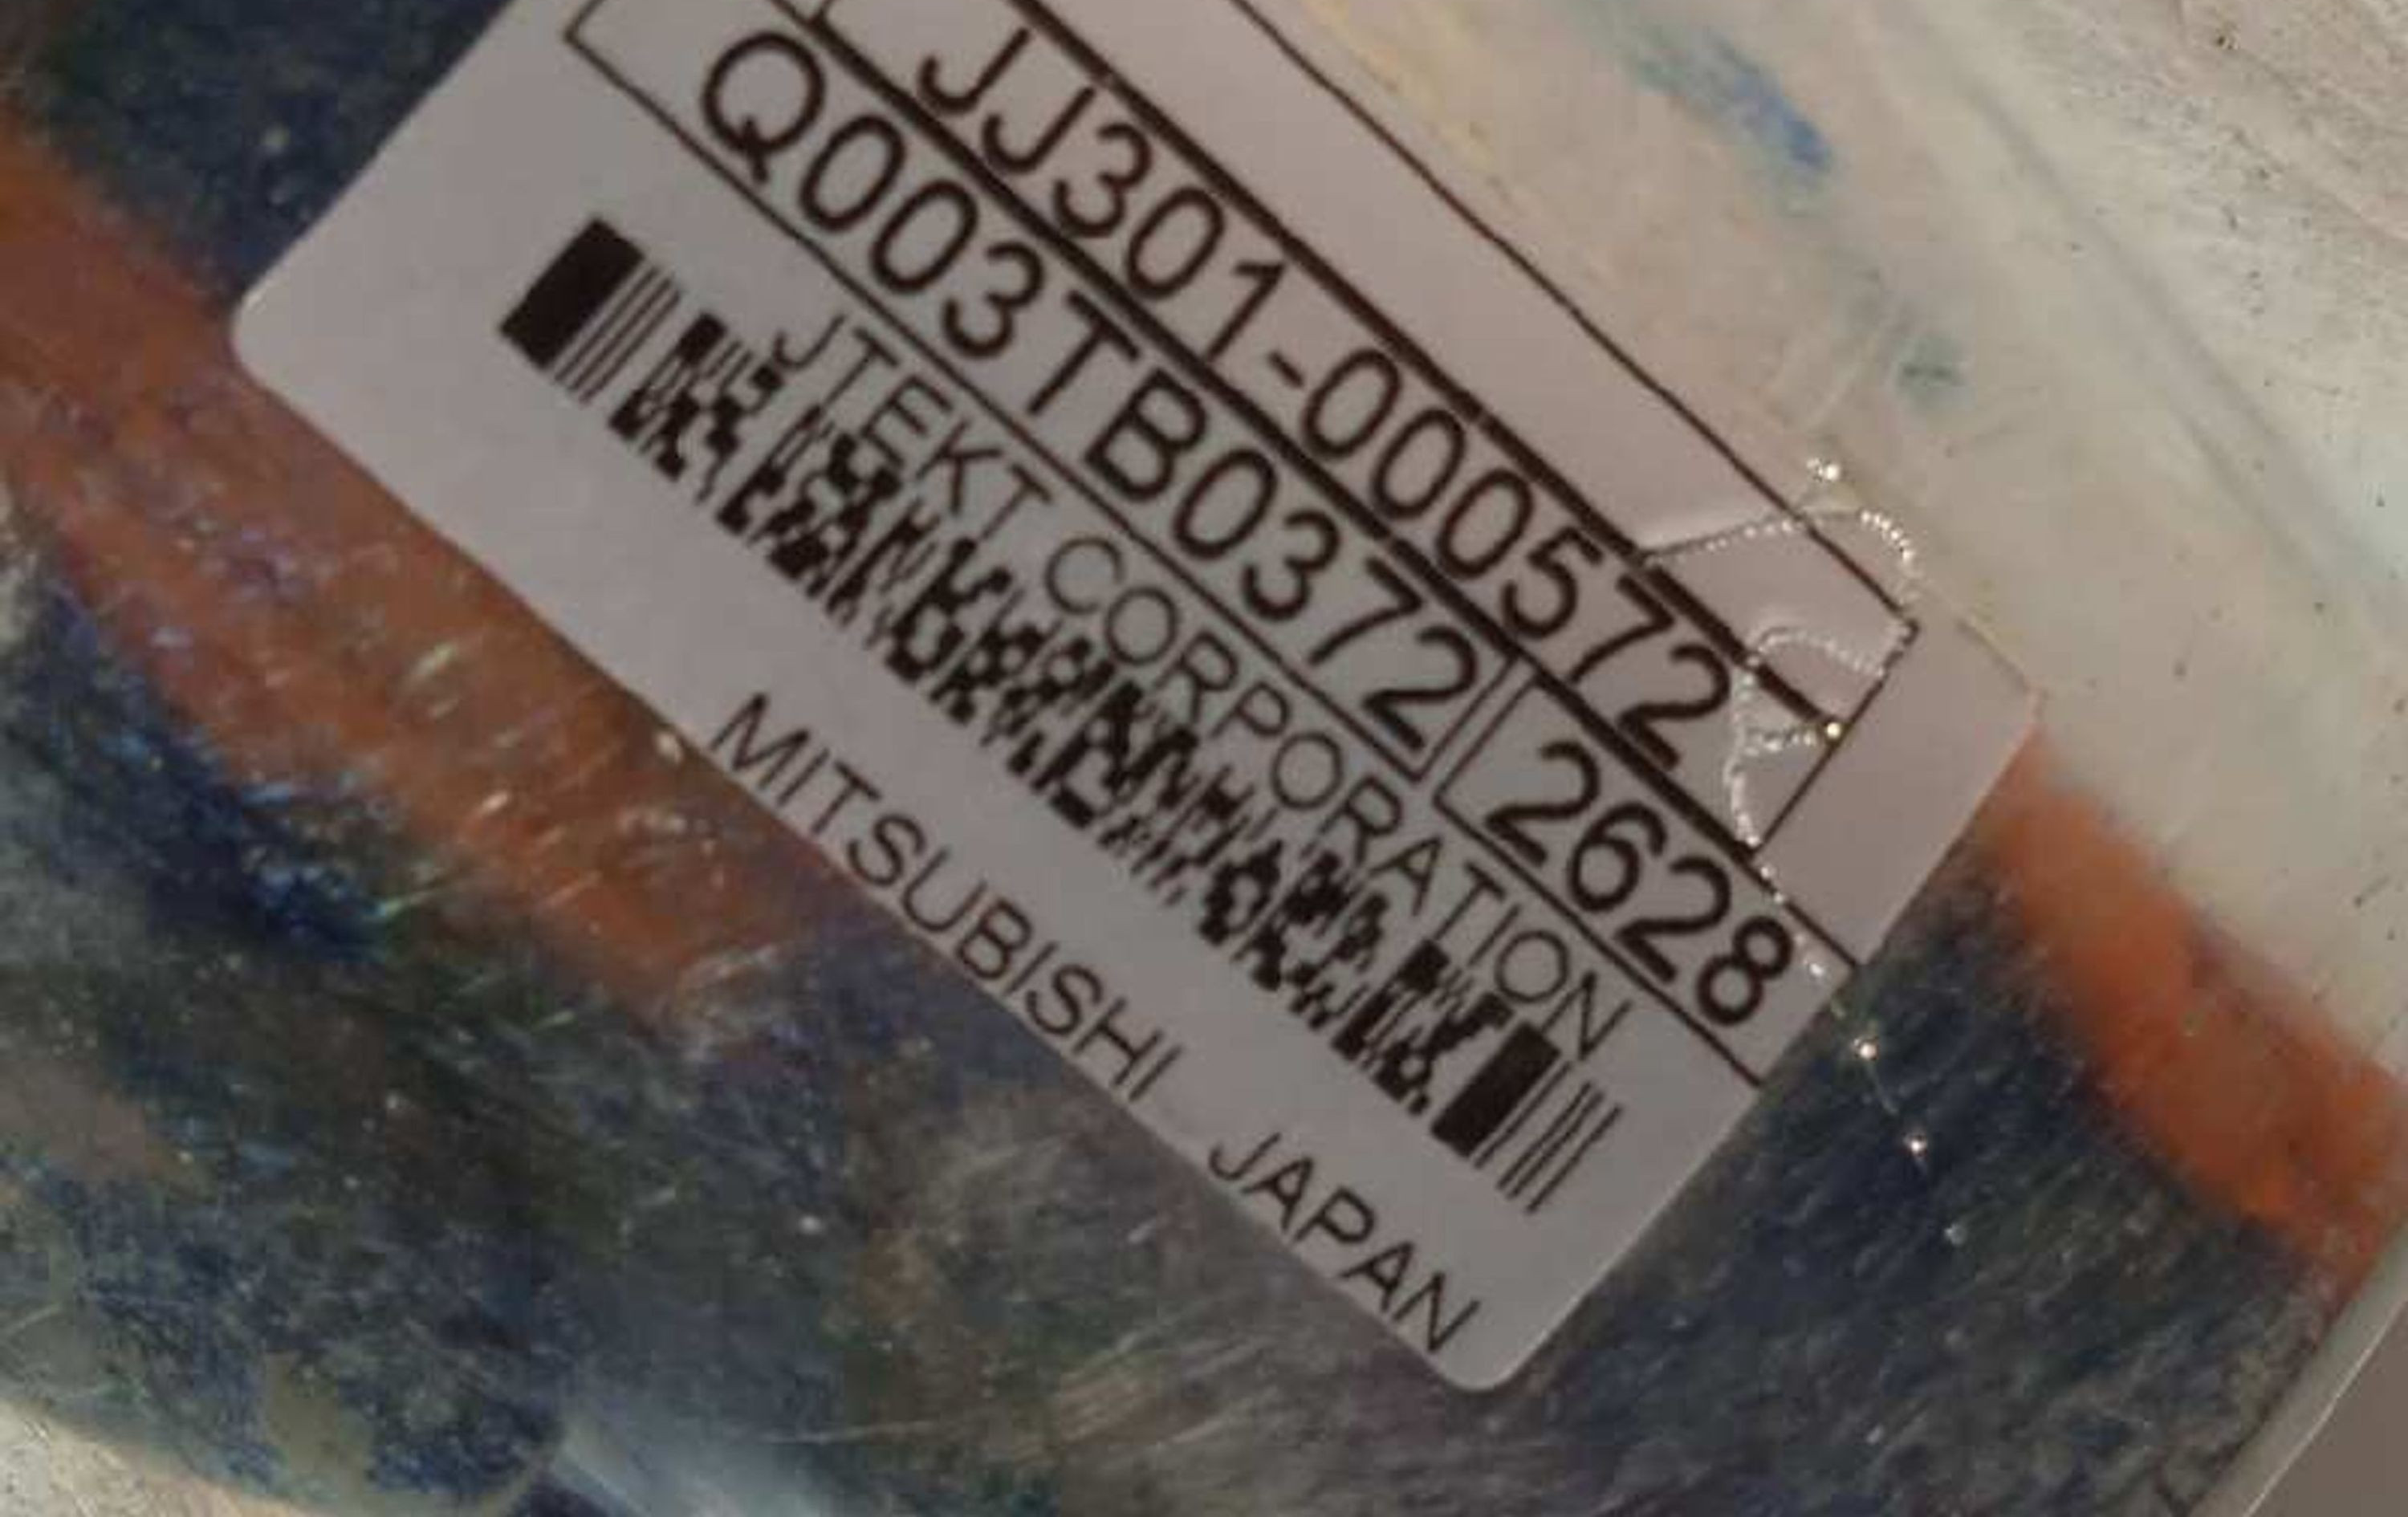 JJ301-000572
Q003TB0372 2628
JTEKT CORPORATION
MITSUBISHI JAPAN